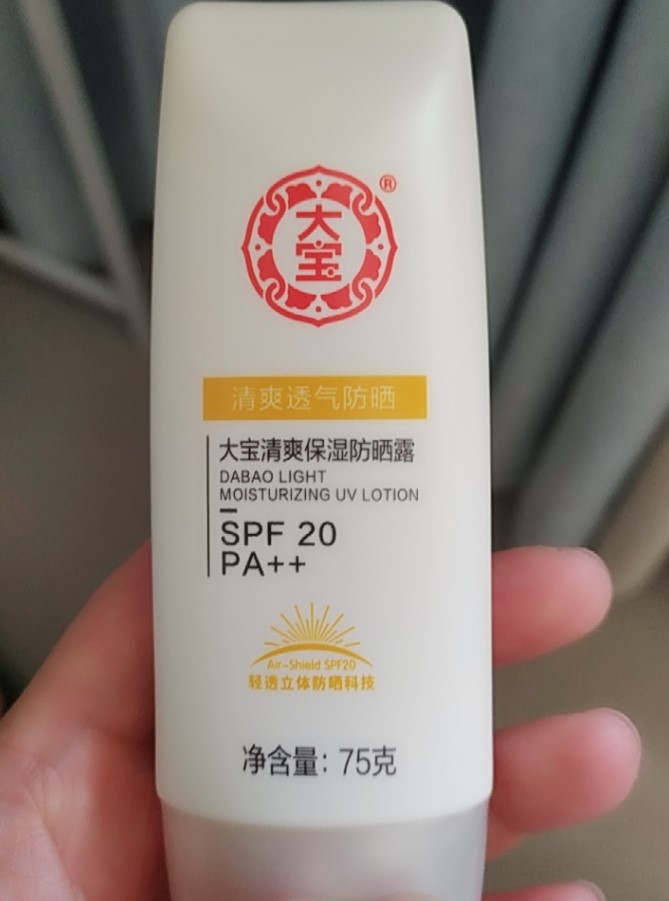 大宝
®
清爽透气防晒
大宝清爽保湿防晒露
DABAO LIGHT
MOISTURIZING UV LOTION
SPF 20
PA++
Air-Shield SPF20
轻透立体防晒科技
净含量：75克